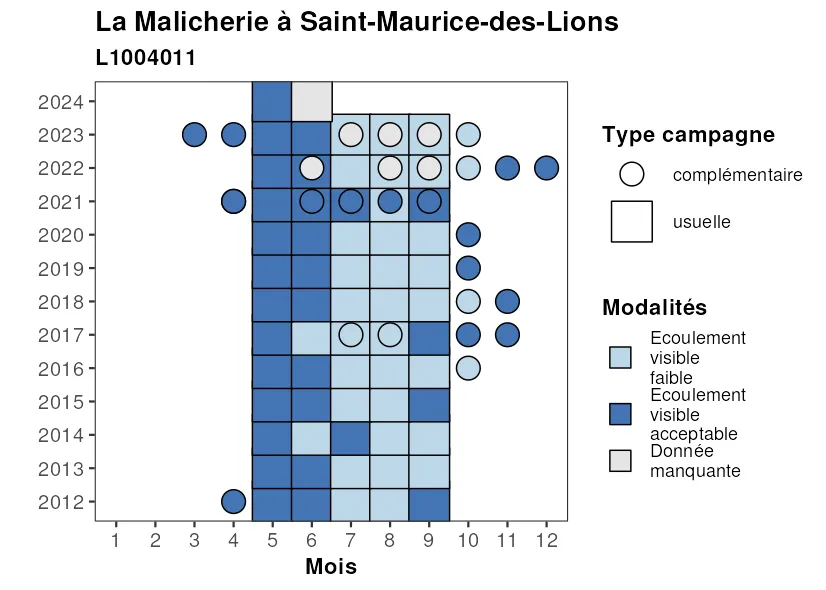 La Malicherie à Saint-Maurice-des-Lions
L1004011
2024
2023
2022
2021
2020
2019
2018
2017
2016
2015
2014
2013
2012
1 2 3 4 5 6 7 8 9 10 11 12
Mois
Type campagne
complémentaire
usuelle
Modalités
Ecoulement
visible
faible
Ecoulement
visible
acceptable
Donnée
manquante